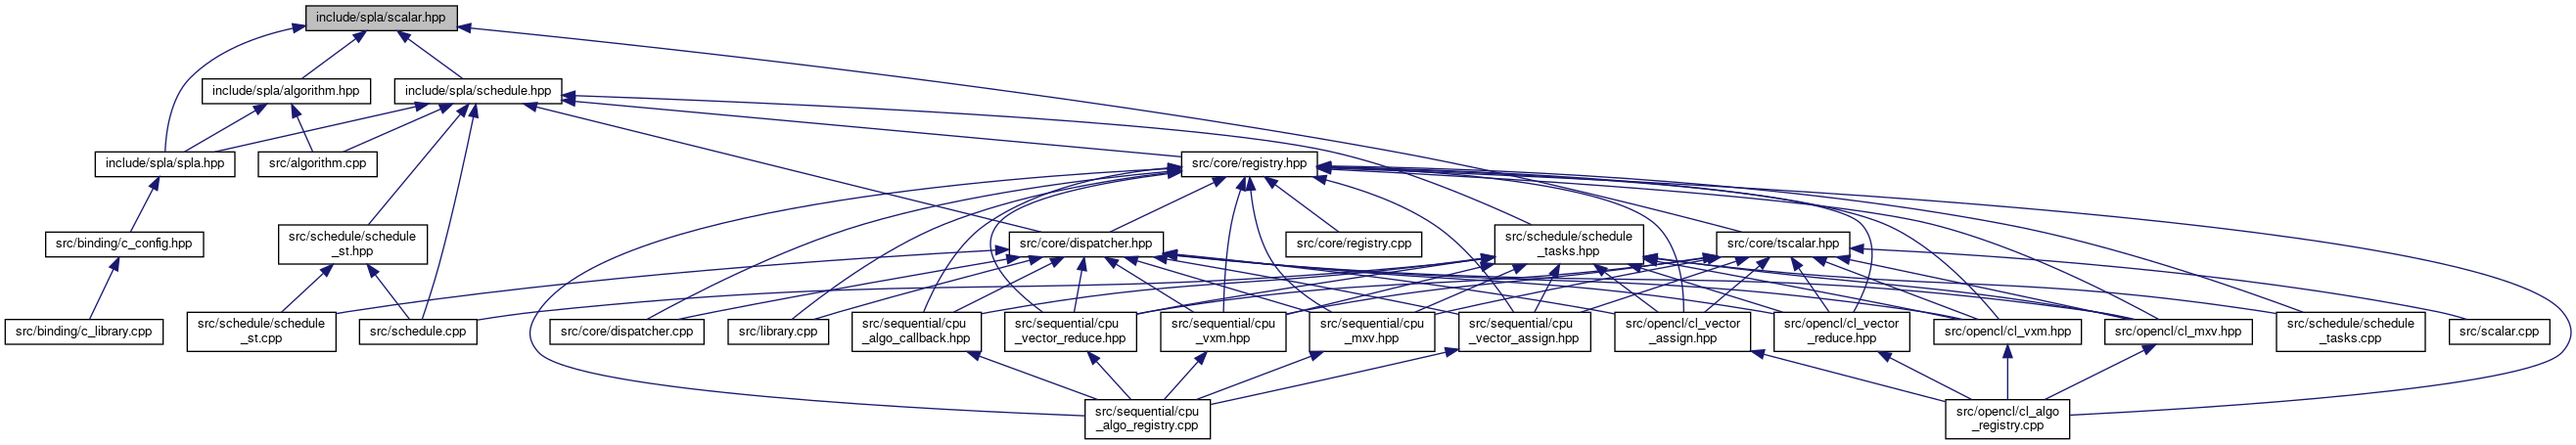 include/spla/scalar.hpp
include/spla/algorithm.hpp
include/spla/schedule.hpp
include/spla/spla.hpp
src/algorithm.cpp
src/core/registry.hpp
src/binding/c_config.hpp
src/schedule/schedule
_st.hpp
src/core/dispatcher.hpp
src/core/registry.cpp
src/schedule/schedule
_tasks.hpp
src/core/tscalar.hpp
src/binding/c_library.cpp
src/schedule/schedule
_st.cpp
src/schedule.cpp
src/core/dispatcher.cpp
src/library.cpp
src/sequential/cpu
_algo_callback.hpp
src/sequential/cpu
_vector_reduce.hpp
src/sequential/cpu
_vxm.hpp
src/sequential/cpu
_mxv.hpp
src/sequential/cpu
_vector_assign.hpp
src/opencl/cl_vector
_assign.hpp
src/opencl/cl_vector
_reduce.hpp
src/opencl/cl_vxm.hpp
src/opencl/cl_mxv.hpp
src/schedule/schedule
_tasks.cpp
src/scalar.cpp
src/sequential/cpu
_algo_registry.cpp
src/opencl/cl_algo
_registry.cpp